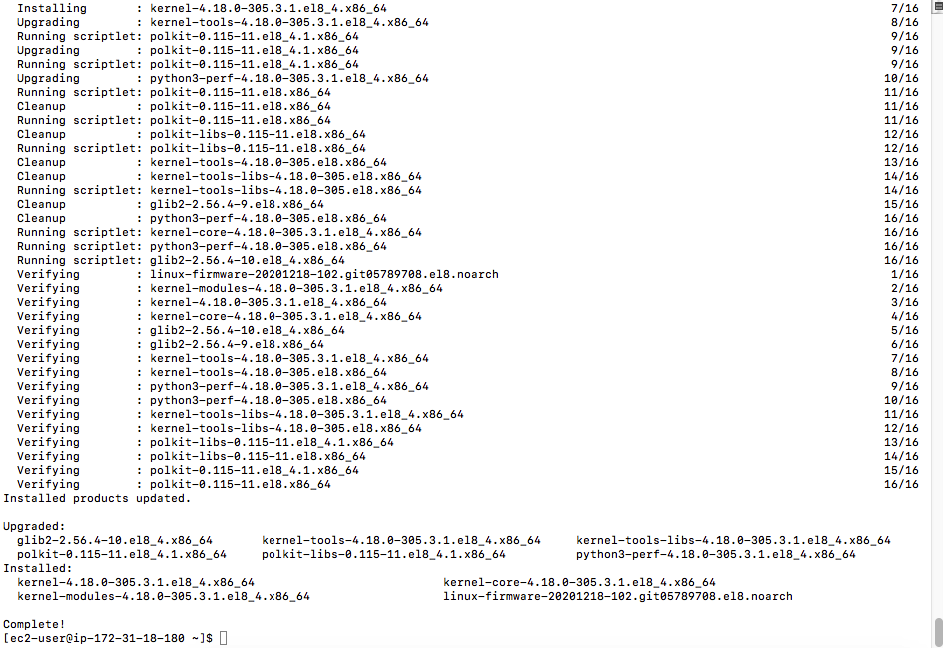 Installing       : kernel-4.18.0-305.3.1.el8_4.x86_64 7/16
Upgrading        : kernel-tools-4.18.0-305.3.1.el8_4.x86_64 8/16
Running scriptlet: polkit-0.115-11.el8_4.1.x86_64 9/16
Upgrading        : polkit-0.115-11.el8_4.1.x86_64 9/16
Running scriptlet: polkit-0.115-11.el8_4.1.x86_64 9/16
Upgrading        : python3-perf-4.18.0-305.3.1.el8_4.x86_64 10/16
Running scriptlet: polkit-0.115-11.el8.x86_64 11/16
Cleanup          : polkit-0.115-11.el8.x86_64 11/16
Running scriptlet: polkit-0.115-11.el8.x86_64 11/16
Cleanup          : polkit-libs-0.115-11.el8.x86_64 12/16
Running scriptlet: polkit-libs-0.115-11.el8.x86_64 12/16
Cleanup          : kernel-tools-4.18.0-305.el8.x86_64 13/16
Cleanup          : kernel-tools-libs-4.18.0-305.el8.x86_64 14/16
Running scriptlet: kernel-tools-libs-4.18.0-305.el8.x86_64 14/16
Cleanup          : glib2-2.56.4-9.el8.x86_64 15/16
Cleanup          : python3-perf-4.18.0-305.el8.x86_64 16/16
Running scriptlet: kernel-core-4.18.0-305.3.1.el8_4.x86_64 16/16
Running scriptlet: python3-perf-4.18.0-305.el8.x86_64 16/16
Running scriptlet: glib2-2.56.4-10.el8_4.x86_64 16/16
Verifying        : linux-firmware-20201218-102.git05789708.el8.noarch 1/16
Verifying        : kernel-modules-4.18.0-305.3.1.el8_4.x86_64 2/16
Verifying        : kernel-4.18.0-305.3.1.el8_4.x86_64 3/16
Verifying        : kernel-core-4.18.0-305.3.1.el8_4.x86_64 4/16
Verifying        : glib2-2.56.4-10.el8_4.x86_64 5/16
Verifying        : glib2-2.56.4-9.el8.x86_64 6/16
Verifying        : kernel-tools-4.18.0-305.3.1.el8_4.x86_64 7/16
Verifying        : kernel-tools-4.18.0-305.el8.x86_64 8/16
Verifying        : python3-perf-4.18.0-305.3.1.el8_4.x86_64 9/16
Verifying        : python3-perf-4.18.0-305.el8.x86_64 10/16
Verifying        : kernel-tools-libs-4.18.0-305.3.1.el8_4.x86_64 11/16
Verifying        : kernel-tools-libs-4.18.0-305.el8.x86_64 12/16
Verifying        : polkit-libs-0.115-11.el8_4.1.x86_64 13/16
Verifying        : polkit-libs-0.115-11.el8.x86_64 14/16
Verifying        : polkit-0.115-11.el8_4.1.x86_64 15/16
Verifying        : polkit-0.115-11.el8.x86_64 16/16
Installed products updated.
Upgraded:
glib2-2.56.4-10.el8_4.x86_64 kernel-tools-4.18.0-305.3.1.el8_4.x86_64 kernel-tools-libs-4.18.0-305.3.1.el8_4.x86_64
polkit-0.115-11.el8_4.1.x86_64 polkit-libs-0.115-11.el8_4.1.x86_64 python3-perf-4.18.0-305.3.1.el8_4.x86_64
Installed:
kernel-4.18.0-305.3.1.el8_4.x86_64 kernel-core-4.18.0-305.3.1.el8_4.x86_64
kernel-modules-4.18.0-305.3.1.el8_4.x86_64 linux-firmware-20201218-102.git05789708.el8.noarch
Complete!
[ec2-user@ip-172-31-18-180 ~]$